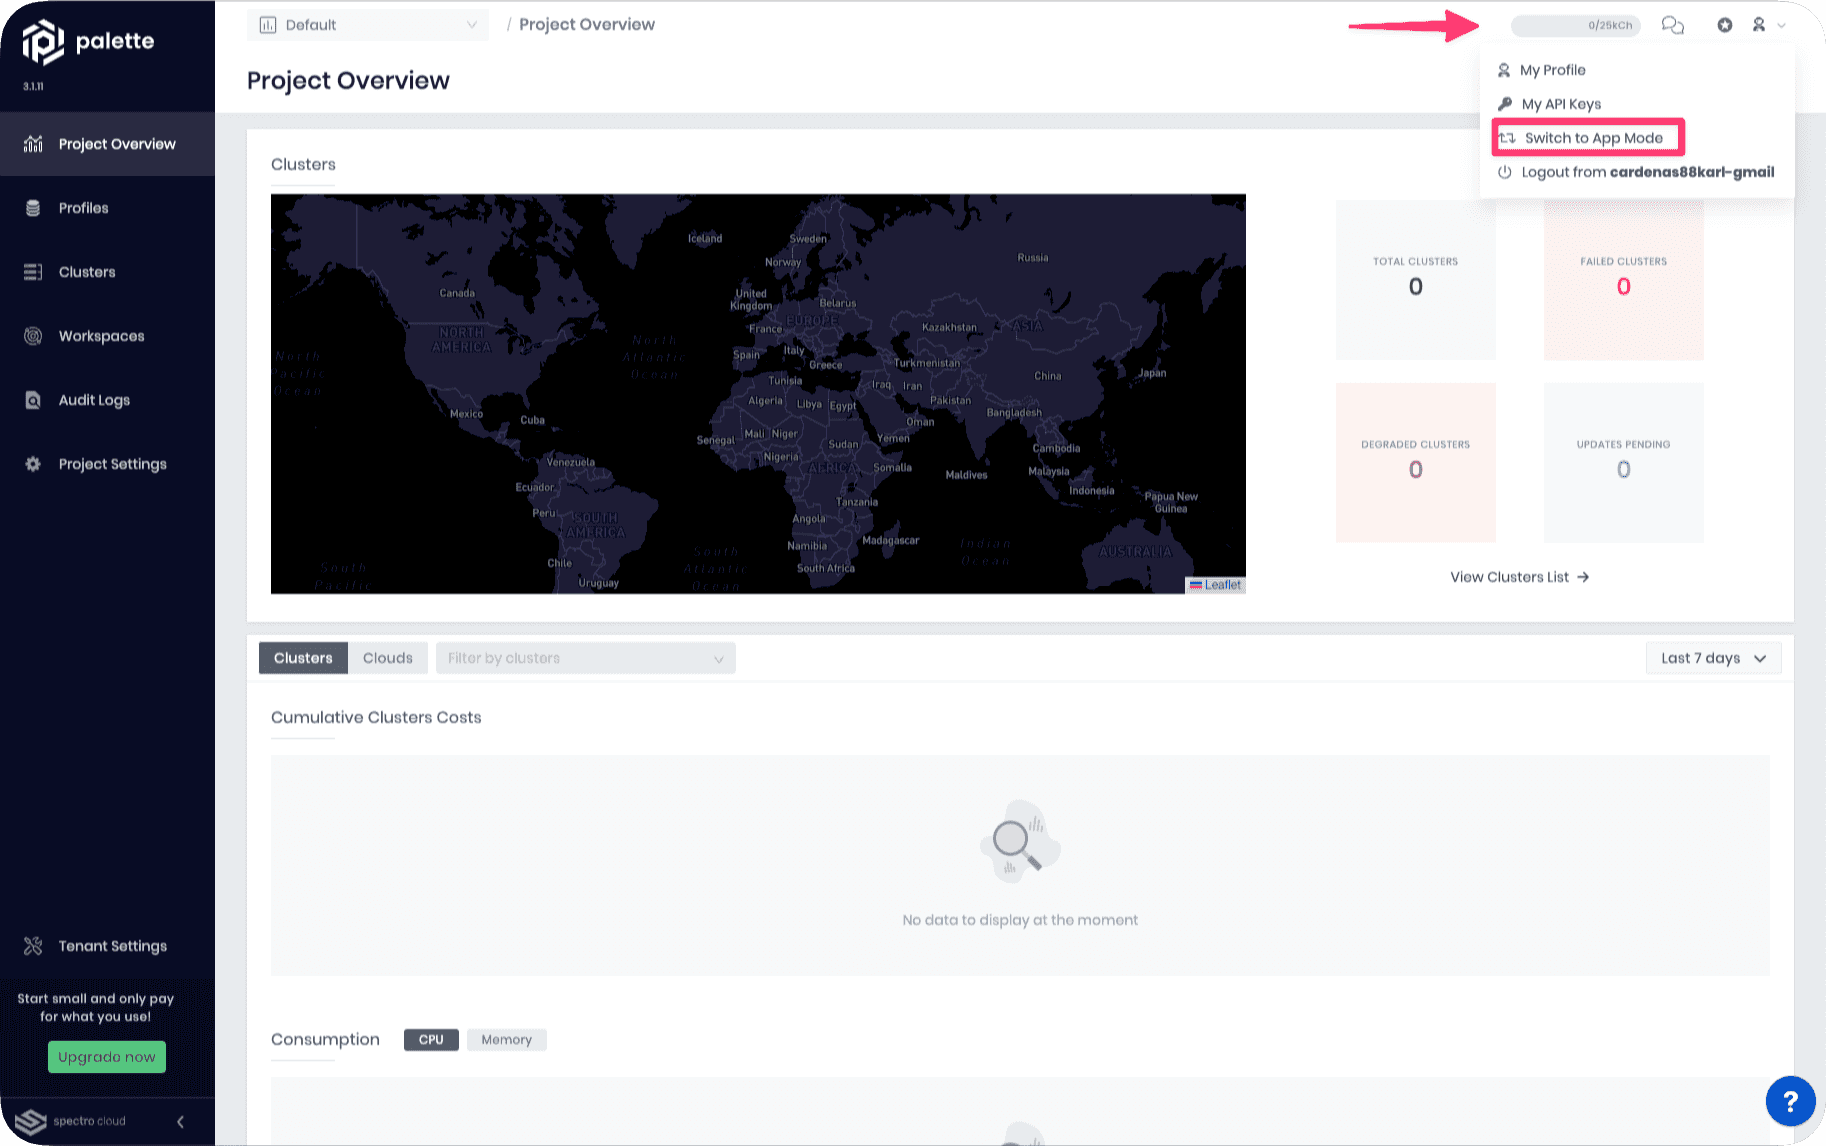 palette
3.1.11
Project Overview
Profiles
Clusters
Workspaces
Audit Logs
Project Settings
Tenant Settings
Start small and only pay
for what you use!
Upgrade now
spectro cloud
Default
/ Project Overview
0/25kCh
Project Overview
My Profile
My API Keys
Switch to App Mode
Logout from cardenas88karl-gmail
Clusters
Iceland
Sweden
Norway
Russia
Canada
United
Kingdom
Belarus
EUROPE
France
Kazakhstan
ASIA
NORTH
AMERICA
North
Atlantic
Ocean
North
Pacific
Ocean
Spain
Italy
Greece
Turkmenistan
China
Japan
Tunisia
Iraq
Iran
Algeria
Libya
Egypt
Pakistan
Bangladesh
Mexico
Cuba
Oman
Senegal
Mali
Niger
Sudan
Yemen
Cambodia
Venezuela
Nigeria
AFRICA
Somalia
Maldives
Malaysia
Ecuador
Indonesia
Papua New
Guinea
Tanzania
Peru
SOUTH
AMERICA
Angola
Namibia
Madagascar
Indian
Ocean
AUSTRALIA
Chile
South
Atlantic
Ocean
South Africa
South
Pacific
Uruguay
Leaflet
TOTAL CLUSTERS
0
FAILED CLUSTERS
0
DEGRADED CLUSTERS
0
UPDATES PENDING
0
View Clusters List →
Clusters
Clouds
Filter by clusters
Last 7 days
Cumulative Clusters Costs
No data to display at the moment
Consumption
CPU
Memory
?